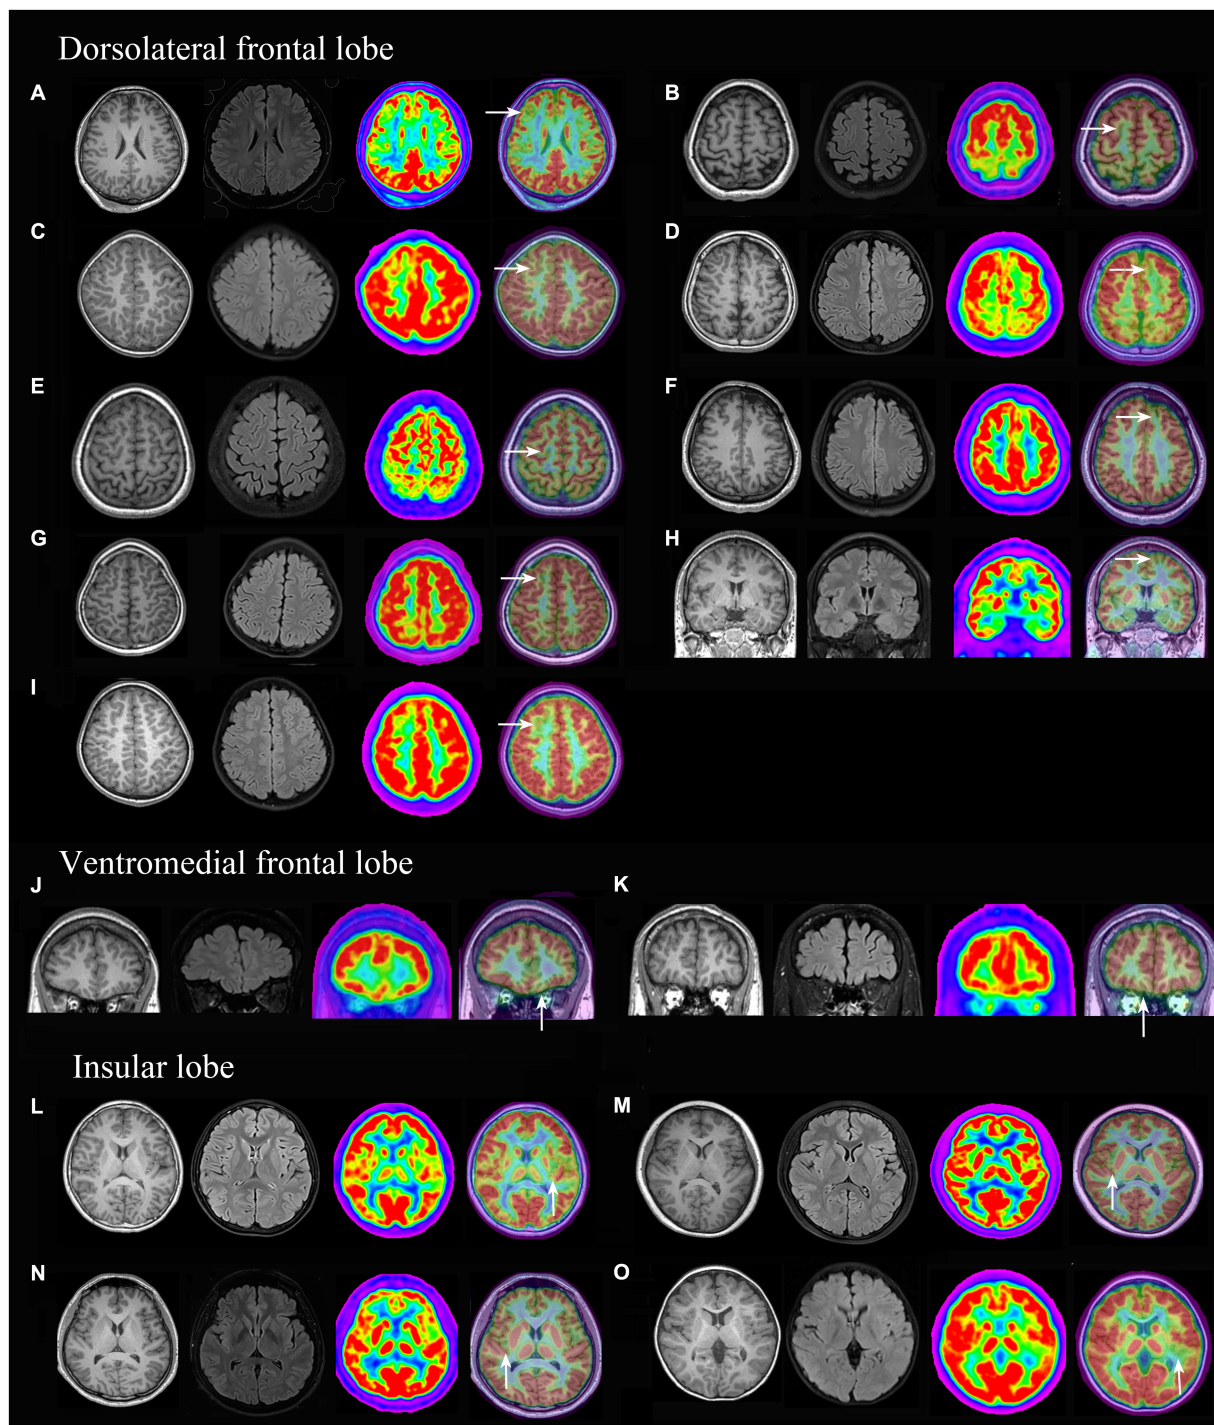 Dorsolateral frontal lobe
A
B
C
D
E
F
G
H
I
Ventromedial frontal lobe
J
K
Insular lobe
L
M
N
O